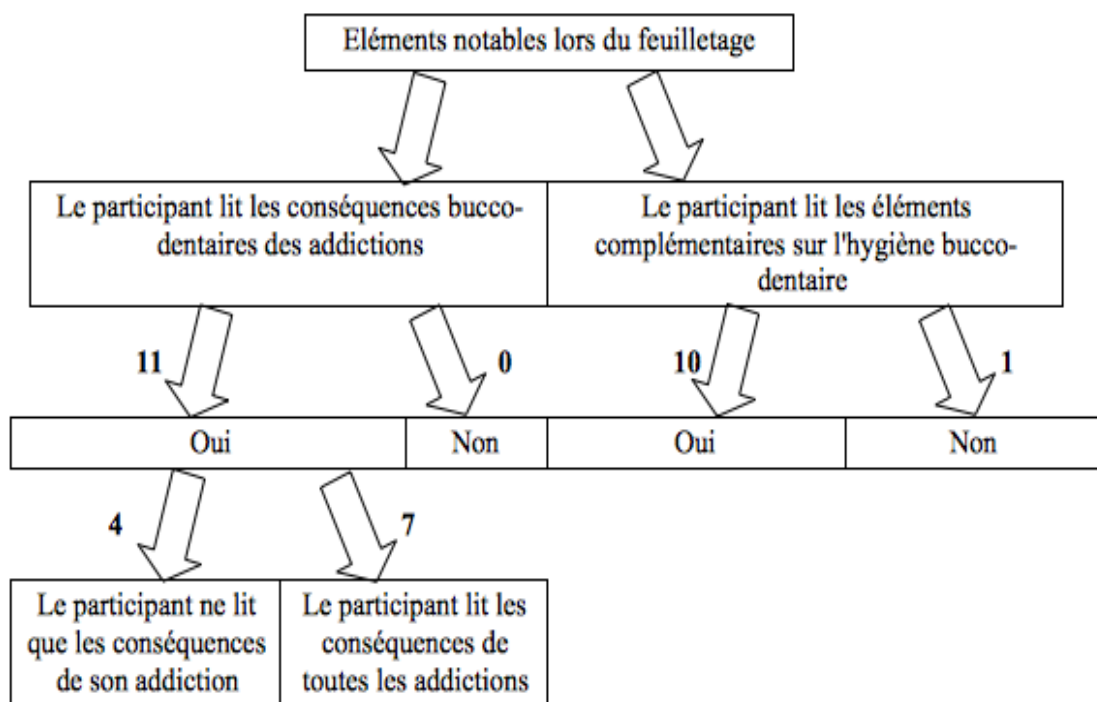 Eléments notables lors du feuilletage
Le participant lit les conséquences bucco-
dentaires des addictions
Le participant lit les éléments
complémentaires sur l'hygiène bucco-
dentaire
11
0
10
1
Oui
Non
Oui
Non
4
7
Le participant ne lit
que les conséquences
de son addiction
Le participant lit les
conséquences de
toutes les addictions